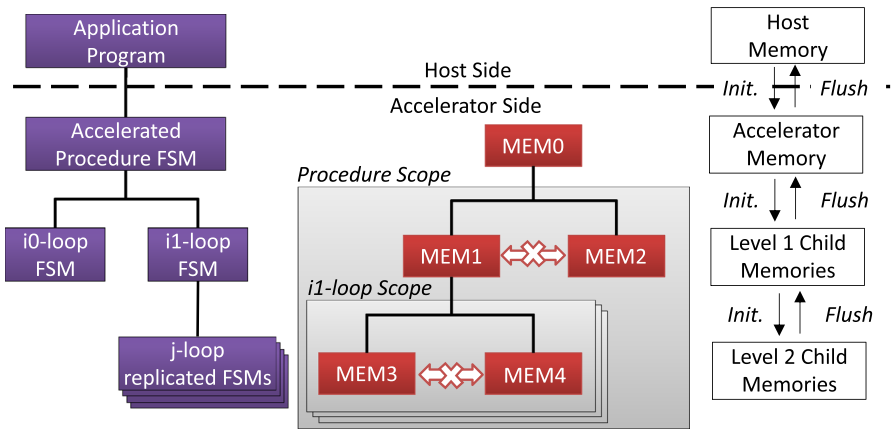 Application
Program
Host
Memory
Host Side
Init.
Flush
Accelerator Side
Accelerated
Procedure FSM
MEM0
Accelerator
Memory
Procedure Scope
Init.
Flush
i0-loop
FSM
i1-loop
FSM
MEM1
MEM2
Level 1 Child
Memories
i1-loop Scope
Init.
Flush
j-loop
replicated FSMs
MEM3
MEM4
Level 2 Child
Memories